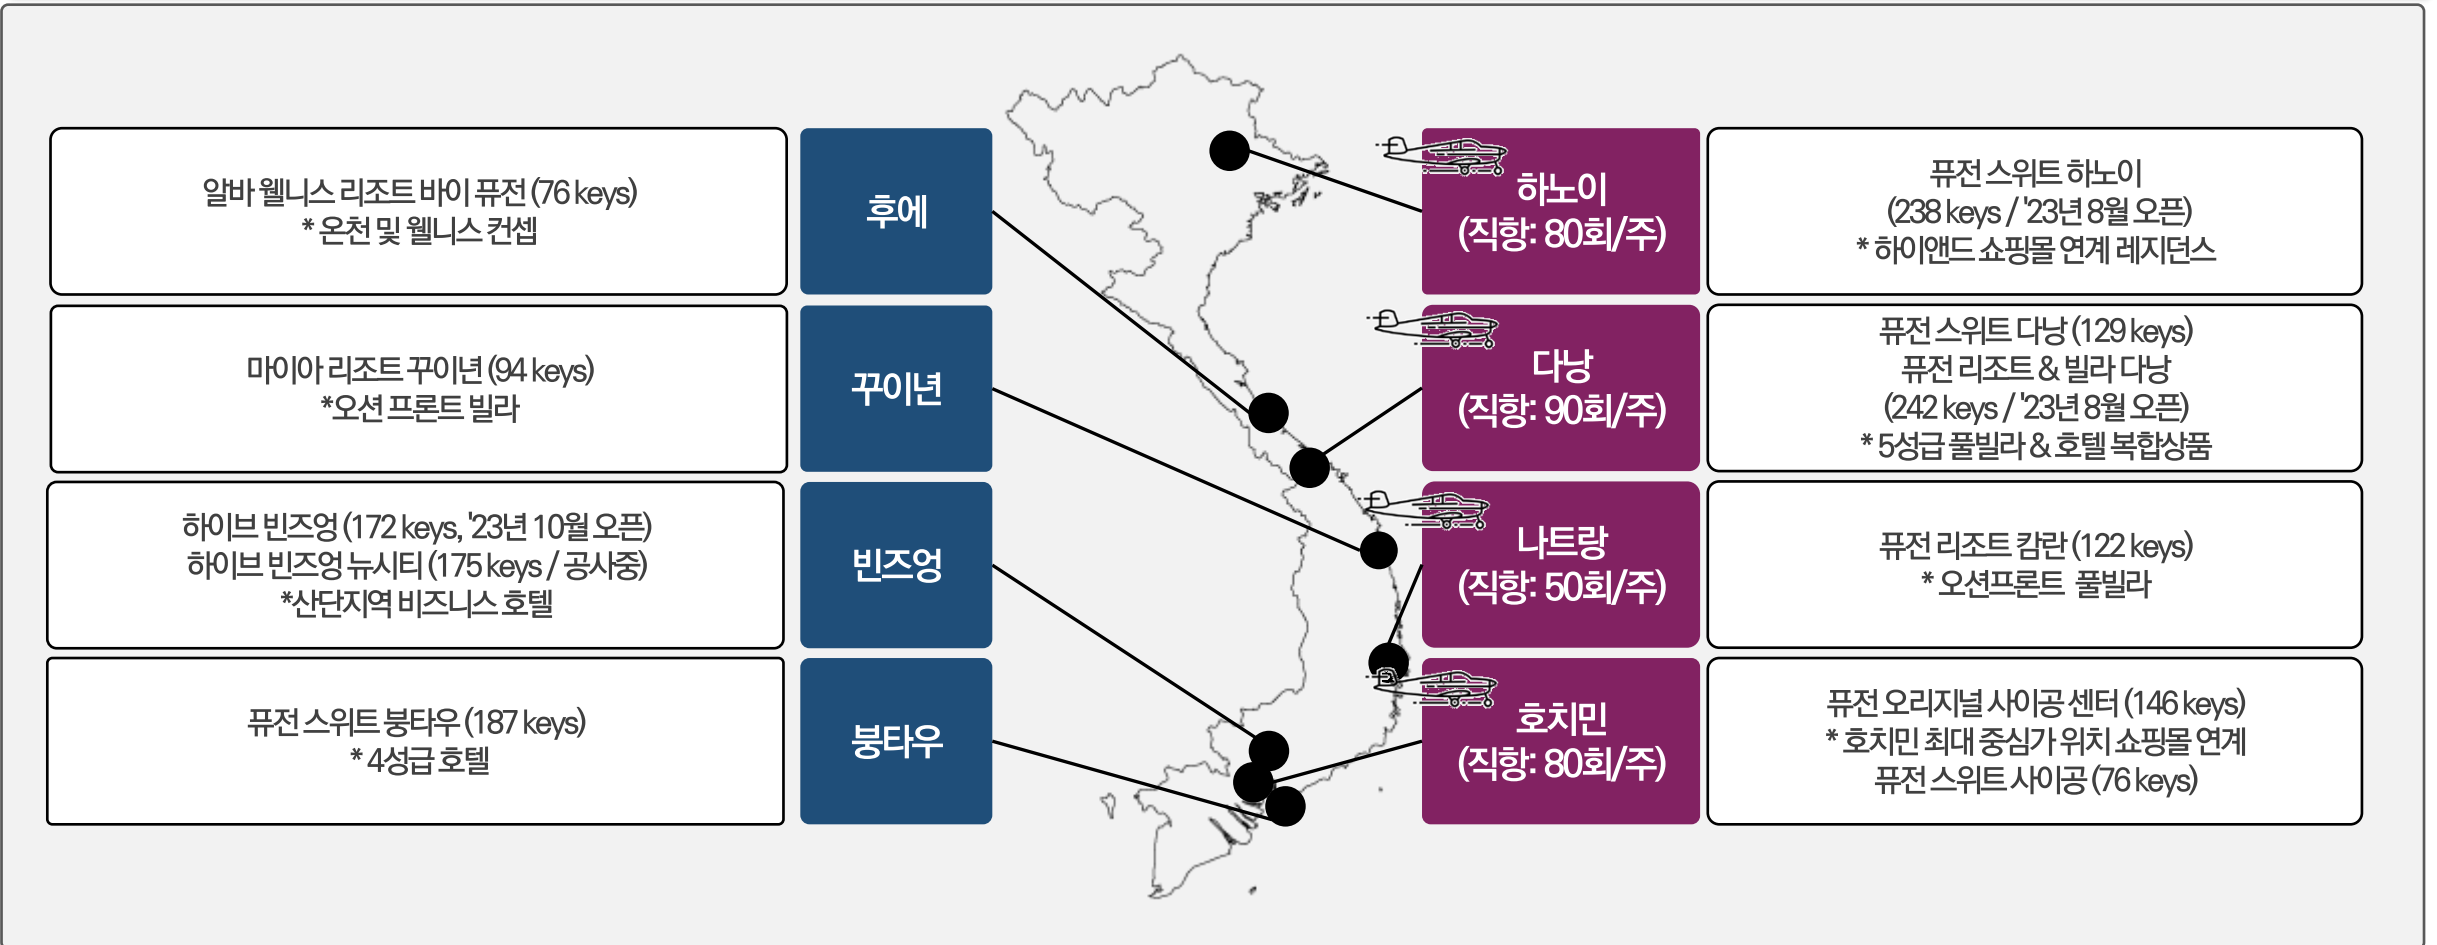 알바 웰니스 리조트 바이 퓨전 (76 keys)
* 온천 및 웰니스 컨셉
후에
하노이
(직항: 80회/주)
퓨전 스위트 하노이
(238 keys / '23년 8월 오픈)
* 하이앤드 쇼핑몰 연계 레지던스
마이아 리조트 꾸이년 (94 keys)
*오션 프론트 빌라
꾸이년
다낭
(직항: 90회/주)
퓨전 스위트 다낭 (129 keys)
퓨전 리조트 & 빌라 다낭
(242 keys / '23년 8월 오픈)
* 5성급 풀빌라 & 호텔 복합상품
하이브 빈즈엉 (172 keys, '23년 10월 오픈)
하이브 빈즈엉 뉴시티 (175 keys / 공사중)
*산단지역 비즈니스 호텔
빈즈엉
나트랑
(직항: 50회/주)
퓨전 리조트 캄란 (122 keys)
* 오션프론트 풀빌라
퓨전 스위트 붕타우 (187 keys)
* 4성급 호텔
붕타우
호치민
(직항: 80회/주)
퓨전 오리지널 사이공 센터 (146 keys)
* 호치민 최대 중심가 위치 쇼핑몰 연계
퓨전 스위트 사이공 (76 keys)